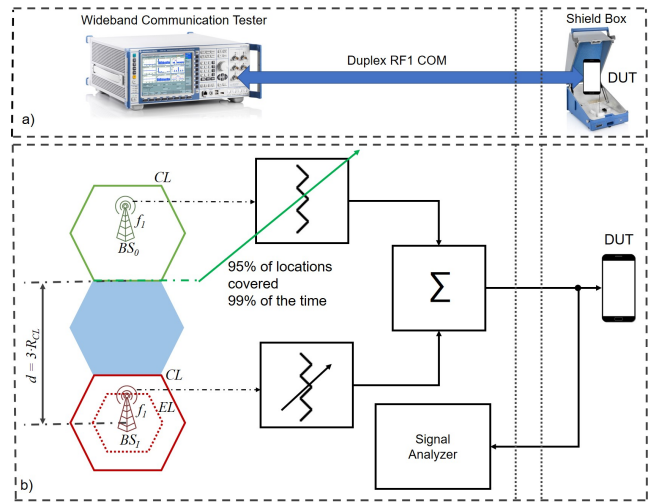 Wideband Communication Tester
Shield Box
Duplex RF1 COM
DUT
a)
CL
f1
BS0
95% of locations
covered
99% of the time
DUT
Σ
d = 3·RCL
CL
EL
f1
BSI
Signal
Analyzer
b)